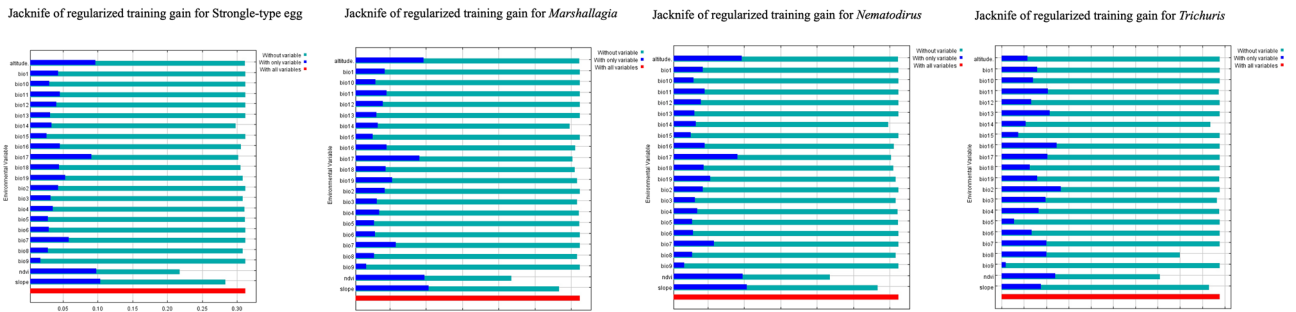 Jacknife of regularized training gain for Strongle-type egg
Without variable
With only variable
With all variables
Environmental Variable
altitude
bio1
bio10
bio11
bio12
bio13
bio14
bio15
bio16
bio17
bio18
bio19
bio2
bio3
bio4
bio5
bio6
bio7
bio8
bio9
ndvi
slope
0.05 0.10 0.15 0.20 0.25 0.30
Jacknife of regularized training gain for Marshallagia
Without variable
With only variable
With all variables
Environmental Variable
altitude
bio1
bio10
bio11
bio12
bio13
bio14
bio15
bio16
bio17
bio18
bio19
bio2
bio3
bio4
bio5
bio6
bio7
bio8
bio9
ndvi
slope
Jacknife of regularized training gain for Nematodirus
Without variable
With only variable
With all variables
Environmental Variable
altitude
bio1
bio10
bio11
bio12
bio13
bio14
bio15
bio16
bio17
bio18
bio19
bio2
bio3
bio4
bio5
bio6
bio7
bio8
bio9
ndvi
slope
Jacknife of regularized training gain for Trichuris
Without variable
With only variable
With all variables
Environmental Variable
altitude
bio1
bio10
bio11
bio12
bio13
bio14
bio15
bio16
bio17
bio18
bio19
bio2
bio3
bio4
bio5
bio6
bio7
bio8
bio9
ndvi
slope